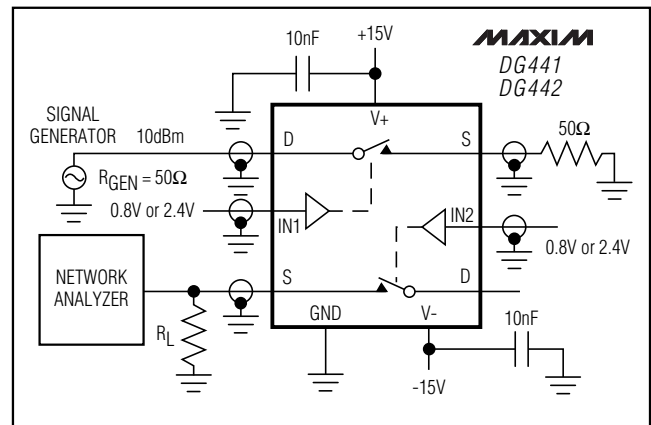 10nF
+15V
MAXIM
DG441
DG442
SIGNAL
GENERATOR
10dBm
V+
D
S
50Ω
RGEN = 50Ω
0.8V or 2.4V
IN1
IN2
0.8V or 2.4V
NETWORK
ANALYZER
S
D
RL
GND
V-
10nF
-15V